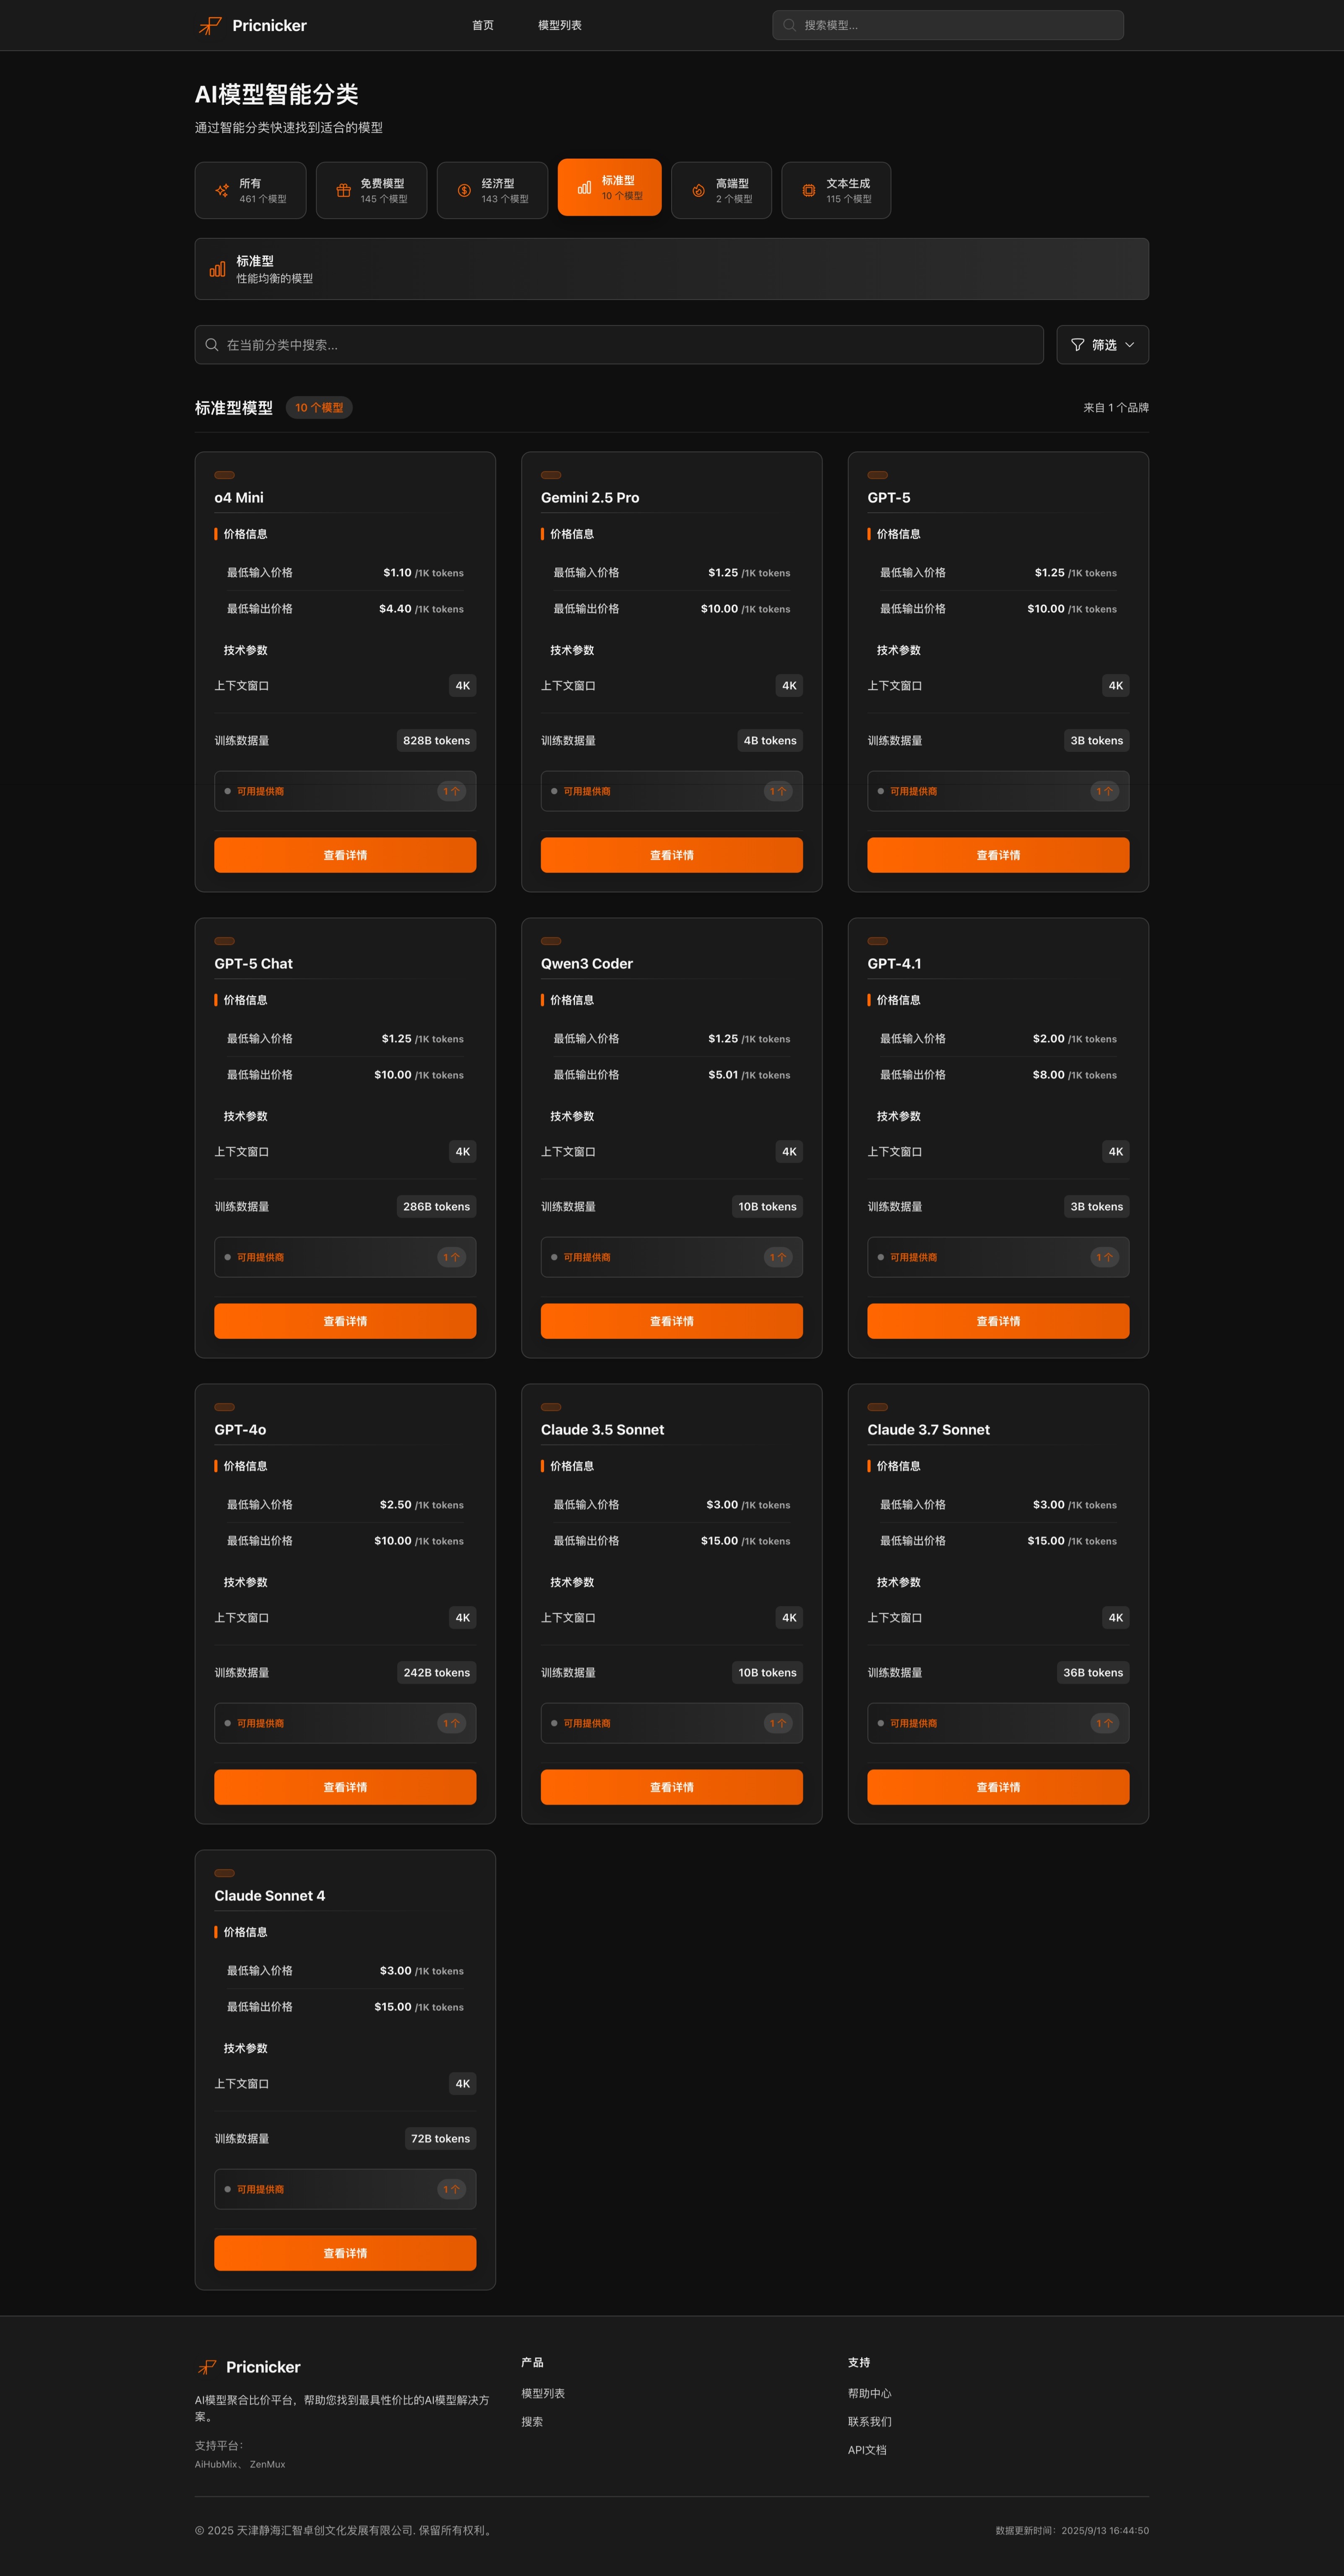 Pricnicker
首页
模型列表
搜索模型...
AI模型智能分类
通过智能分类快速找到适合的模型
所有
461 个模型
免费模型
145 个模型
经济型
143 个模型
标准型
10 个模型
高端型
2 个模型
文本生成
115 个模型
标准型
性能均衡的模型
在当前分类中搜索...
筛选
标准型模型
10 个模型
来自 1 个品牌
o4 Mini
价格信息
最低输入价格 $1.10 /1K tokens
最低输出价格 $4.40 /1K tokens
技术参数
上下文窗口 4K
训练数据量 828B tokens
可用提供商 1 个
查看详情
Gemini 2.5 Pro
价格信息
最低输入价格 $1.25 /1K tokens
最低输出价格 $10.00 /1K tokens
技术参数
上下文窗口 4K
训练数据量 4B tokens
可用提供商 1 个
查看详情
GPT-5
价格信息
最低输入价格 $1.25 /1K tokens
最低输出价格 $10.00 /1K tokens
技术参数
上下文窗口 4K
训练数据量 3B tokens
可用提供商 1 个
查看详情
GPT-5 Chat
价格信息
最低输入价格 $1.25 /1K tokens
最低输出价格 $10.00 /1K tokens
技术参数
上下文窗口 4K
训练数据量 286B tokens
可用提供商 1 个
查看详情
Qwen3 Coder
价格信息
最低输入价格 $1.25 /1K tokens
最低输出价格 $5.01 /1K tokens
技术参数
上下文窗口 4K
训练数据量 10B tokens
可用提供商 1 个
查看详情
GPT-4.1
价格信息
最低输入价格 $2.00 /1K tokens
最低输出价格 $8.00 /1K tokens
技术参数
上下文窗口 4K
训练数据量 3B tokens
可用提供商 1 个
查看详情
GPT-4o
价格信息
最低输入价格 $2.50 /1K tokens
最低输出价格 $10.00 /1K tokens
技术参数
上下文窗口 4K
训练数据量 242B tokens
可用提供商 1 个
查看详情
Claude 3.5 Sonnet
价格信息
最低输入价格 $3.00 /1K tokens
最低输出价格 $15.00 /1K tokens
技术参数
上下文窗口 4K
训练数据量 10B tokens
可用提供商 1 个
查看详情
Claude 3.7 Sonnet
价格信息
最低输入价格 $3.00 /1K tokens
最低输出价格 $15.00 /1K tokens
技术参数
上下文窗口 4K
训练数据量 36B tokens
可用提供商 1 个
查看详情
Claude Sonnet 4
价格信息
最低输入价格 $3.00 /1K tokens
最低输出价格 $15.00 /1K tokens
技术参数
上下文窗口 4K
训练数据量 72B tokens
可用提供商 1 个
查看详情
Pricnicker
AI模型聚合比价平台，帮助您找到最具性价比的AI模型解决方
案。
支持平台：
AiHubMix、 ZenMux
产品
模型列表
搜索
支持
帮助中心
联系我们
API文档
© 2025 天津静海汇智卓创文化发展有限公司. 保留所有权利。
数据更新时间：2025/9/13 16:44:50